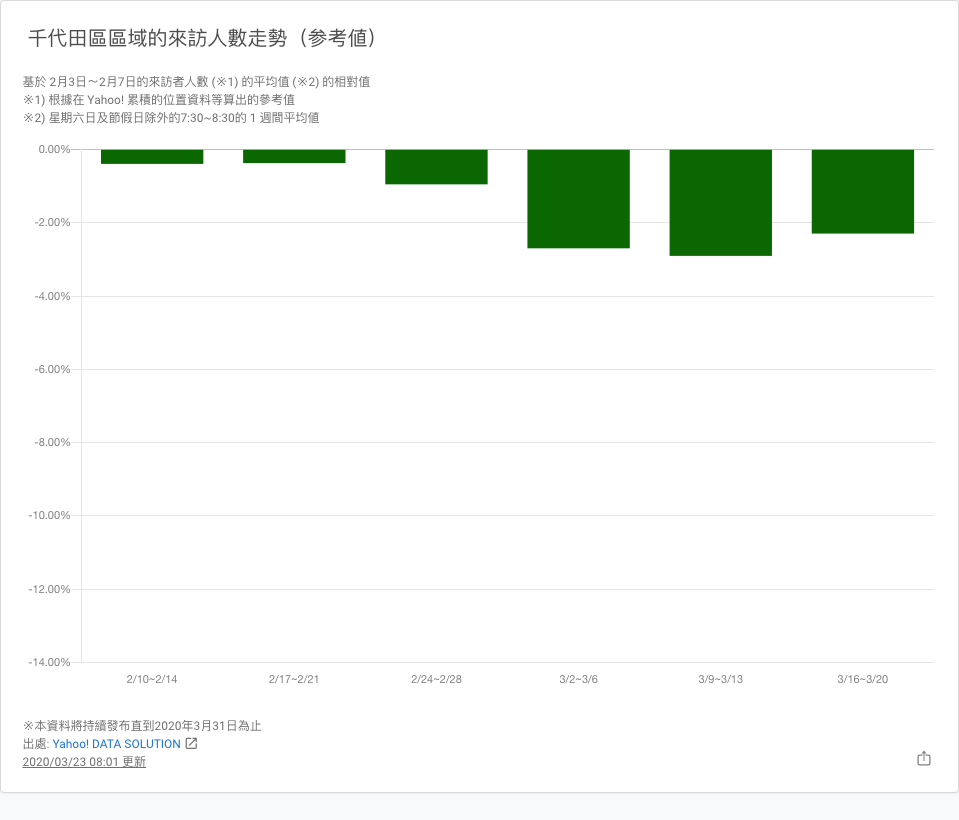 千代田區區域的來訪人數走勢（參考値）
基於 2月3日～2月7日的來訪者人數 (※1) 的平均值 (※2) 的相對值
※1) 根據在 Yahoo! 累積的位置資料等算出的參考值
※2) 星期六日及節假日除外的7:30~8:30的 1 週間平均值
0.00%
-2.00%
-4.00%
-6.00%
-8.00%
-10.00%
-12.00%
-14.00%
2/10~2/14 2/17~2/21 2/24~2/28 3/2~3/6 3/9~3/13 3/16~3/20
※本資料將持續發布直到2020年3月31日為止
出處: Yahoo! DATA SOLUTION
2020/03/23 08:01 更新